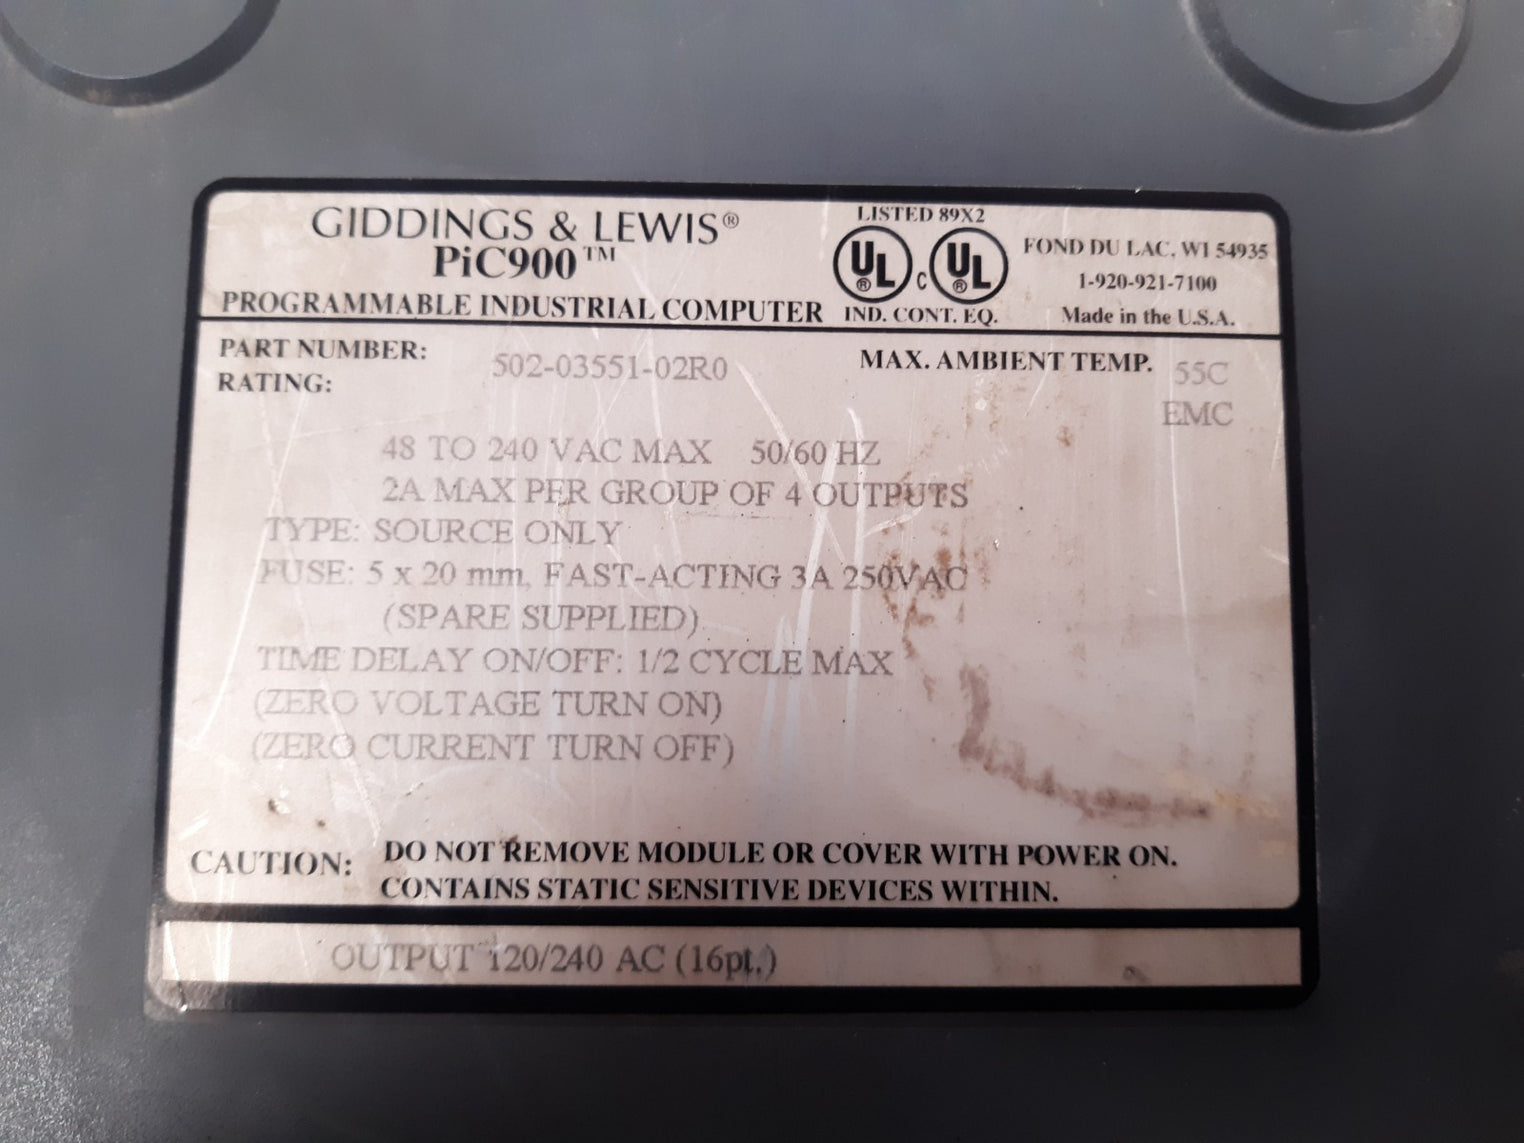 GIDDINGS & LEWIS®
PiC900™
PROGRAMMABLE INDUSTRIAL COMPUTER
LISTED 89X2
UL® c UL®
IND. CONT. EQ.
FOND DU LAC, WI 54935
1-920-921-7100
Made in the U.S.A.
PART NUMBER: 502-03551-02R0
MAX. AMBIENT TEMP. 55C
RATING:
EMC
48 TO 240 VAC MAX 50/60 HZ
2A MAX PER GROUP OF 4 OUTPUTS
TYPE: SOURCE ONLY
FUSE: 5 x 20 mm, FAST-ACTING 3A 250VAC
(SPARE SUPPLIED)
TIME DELAY ON/OFF: 1/2 CYCLE MAX
(ZERO VOLTAGE TURN ON)
(ZERO CURRENT TURN OFF)
CAUTION: DO NOT REMOVE MODULE OR COVER WITH POWER ON.
CONTAINS STATIC SENSITIVE DEVICES WITHIN.
OUTPUT 120/240 AC (16pt.)